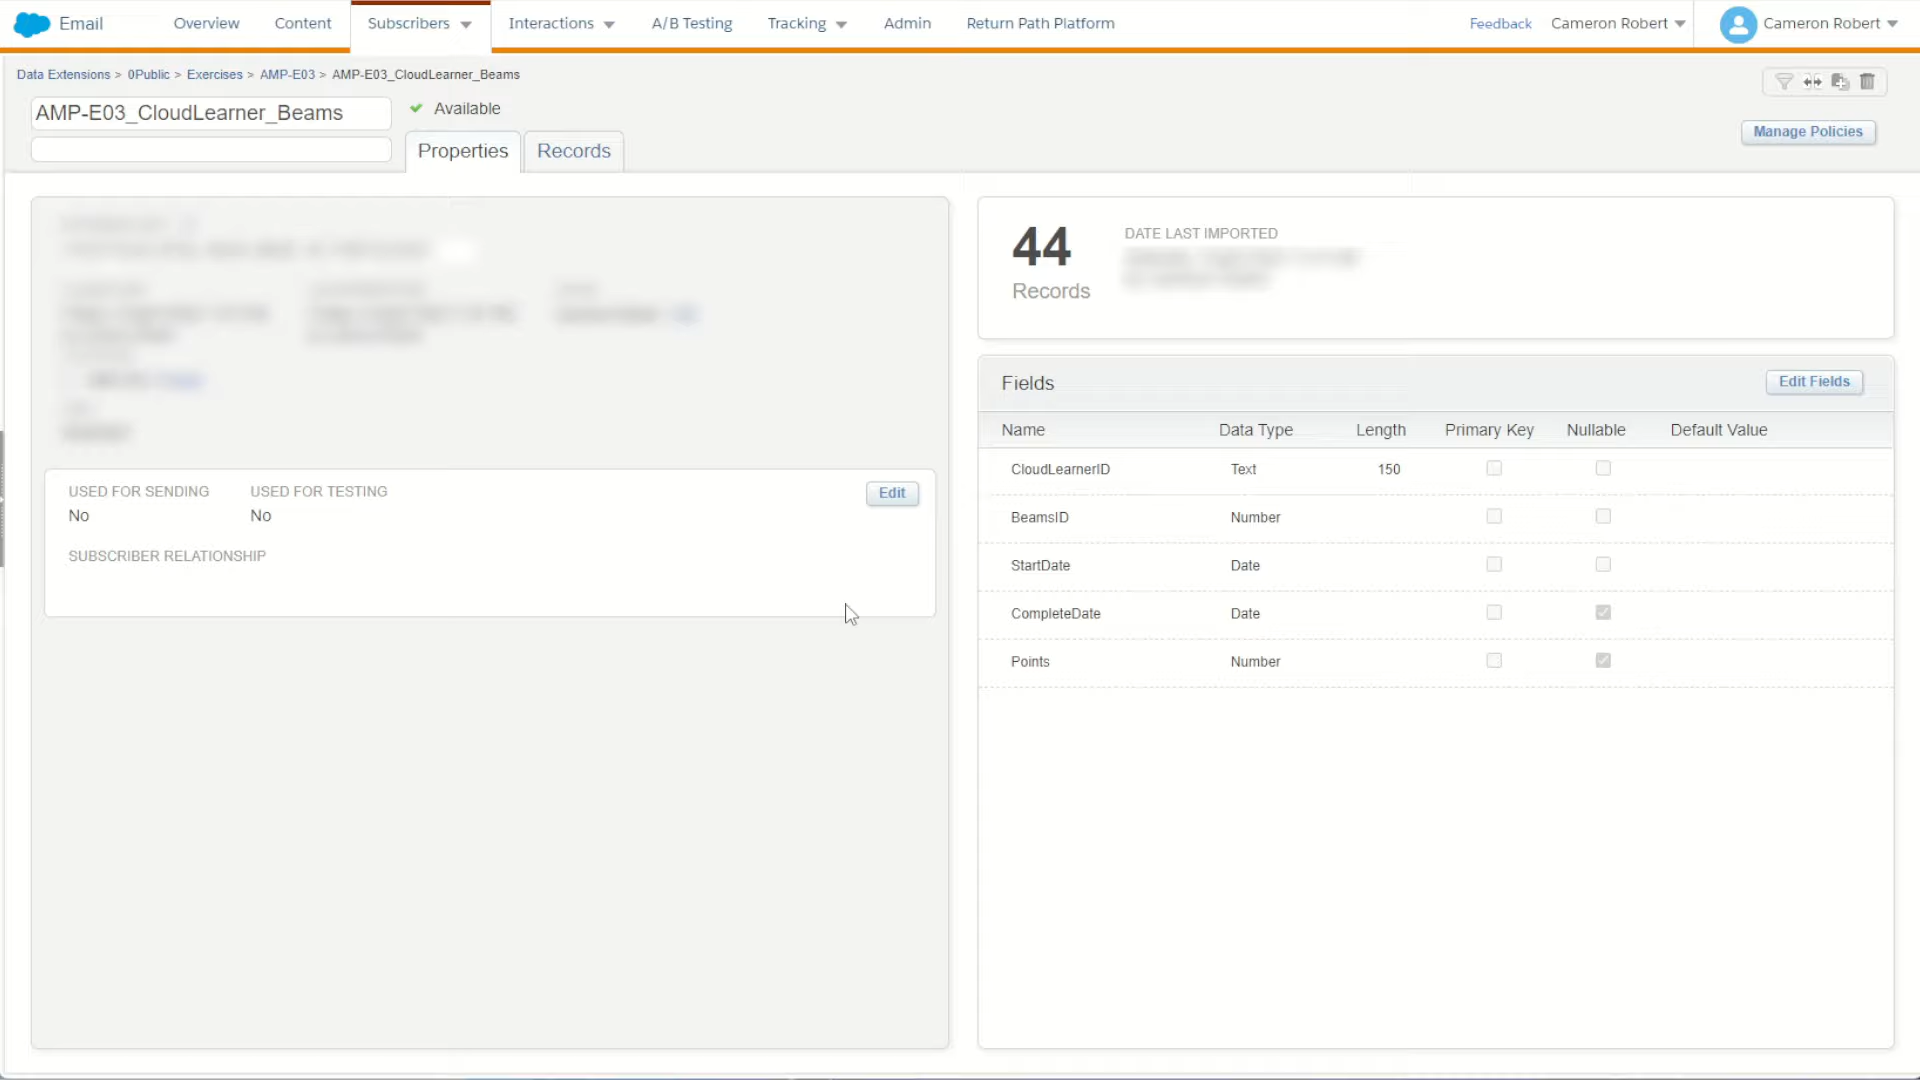 Email Overview Content Subscribers Interactions A/B Testing Tracking Admin Return Path Platform Feedback Cameron Robert Cameron Robert
Data Extensions > 0Public > Exercises > AMP-E03 > AMP-E03_CloudLearner_Beams
AMP-E03_CloudLearner_Beams
Available
Manage Policies
Properties Records
44
Records
DATE LAST IMPORTED
USED FOR SENDING USED FOR TESTING
No No
Edit
SUBSCRIBER RELATIONSHIP
Fields Edit Fields
Name Data Type Length Primary Key Nullable Default Value
CloudLearnerID Text 150
BeamsID Number
StartDate Date
CompleteDate Date
Points Number